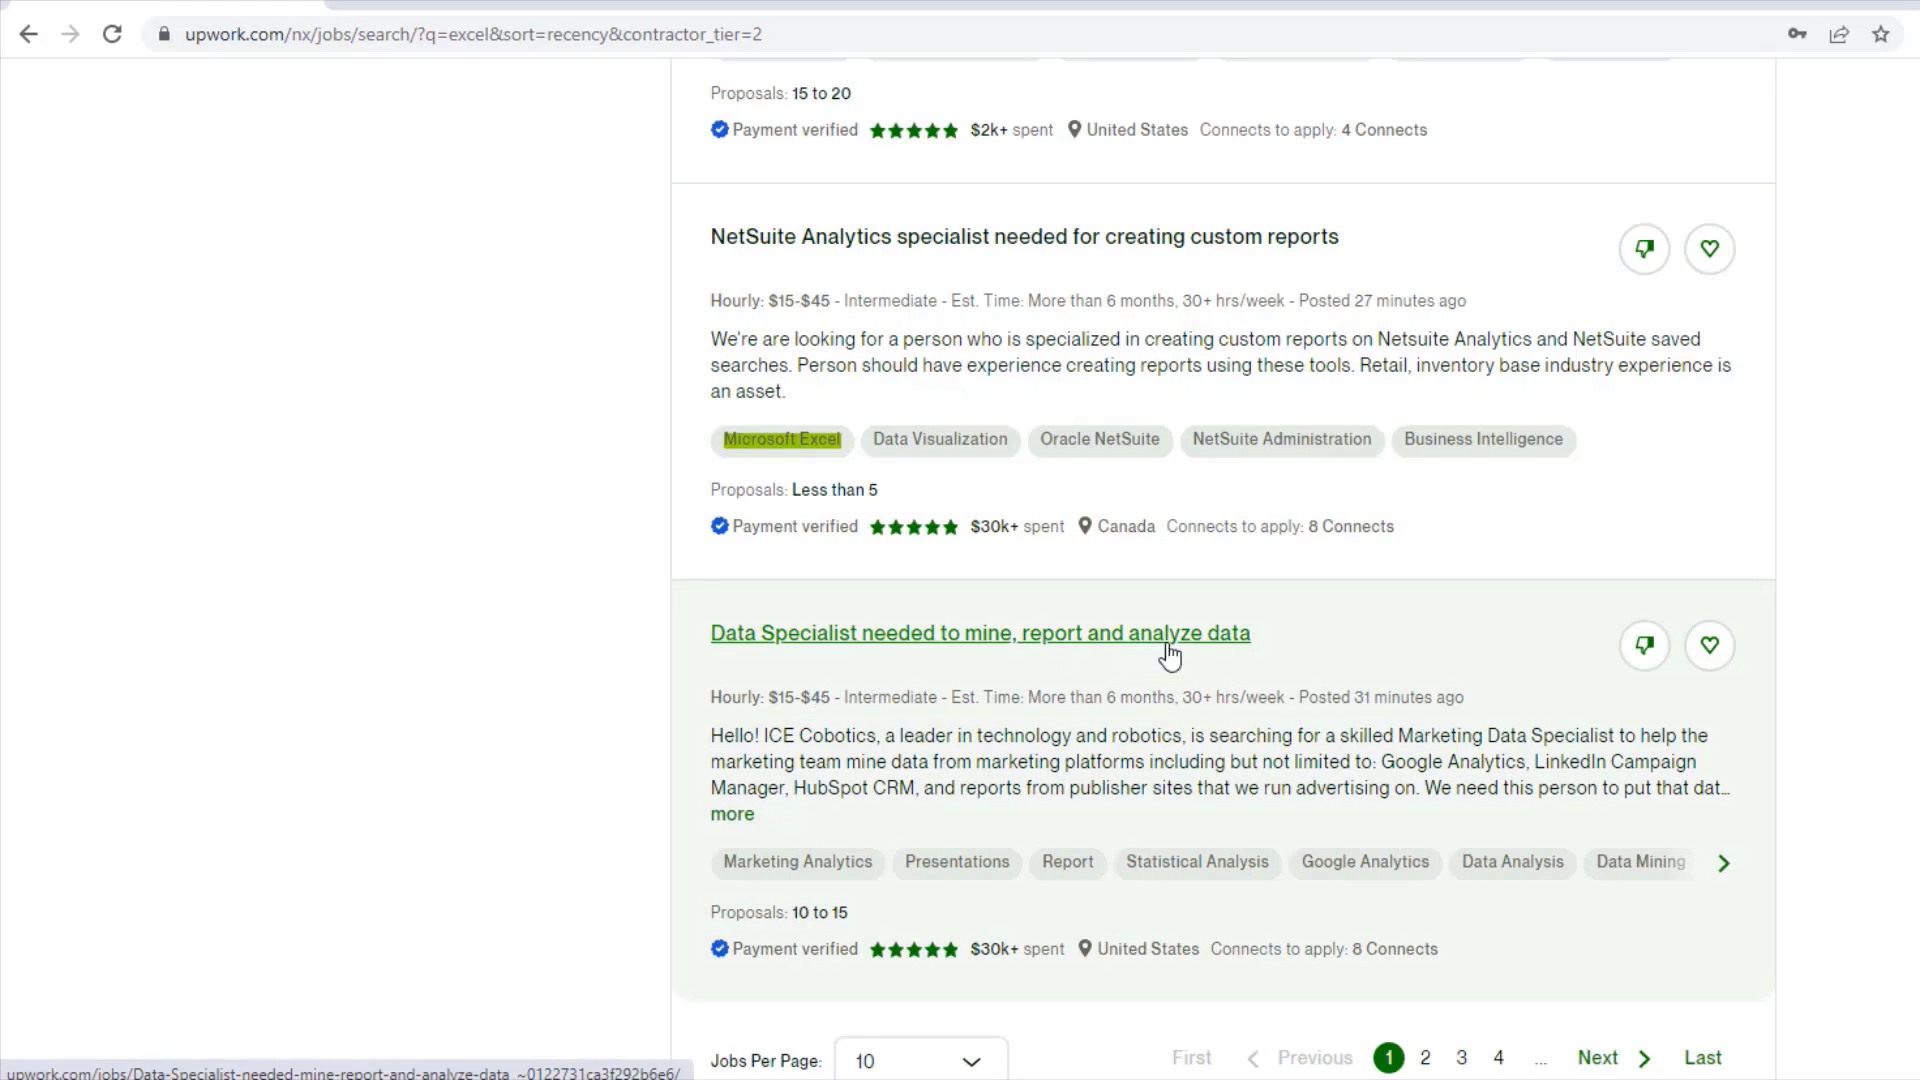 upwork.com/nx/jobs/search/?q=excel&sort=recency&contractor_tier=2
Proposals: 15 to 20
Payment verified $2k+ spent United States Connects to apply: 4 Connects
NetSuite Analytics specialist needed for creating custom reports
Hourly: $15-$45 - Intermediate - Est. Time: More than 6 months, 30+ hrs/week - Posted 27 minutes ago
We're are looking for a person who is specialized in creating custom reports on Netsuite Analytics and NetSuite saved
searches. Person should have experience creating reports using these tools. Retail, inventory base industry experience is
an asset.
Microsoft Excel Data Visualization Oracle NetSuite NetSuite Administration Business Intelligence
Proposals: Less than 5
Payment verified $30k+ spent Canada Connects to apply: 8 Connects
Data Specialist needed to mine, report and analyze data
Hourly: $15-$45 - Intermediate - Est. Time: More than 6 months, 30+ hrs/week - Posted 31 minutes ago
Hello! ICE Cobotics, a leader in technology and robotics, is searching for a skilled Marketing Data Specialist to help the
marketing team mine data from marketing platforms including but not limited to: Google Analytics, LinkedIn Campaign
Manager, HubSpot CRM, and reports from publisher sites that we run advertising on. We need this person to put that dat...
more
Marketing Analytics Presentations Report Statistical Analysis Google Analytics Data Analysis Data Mining
Proposals: 10 to 15
Payment verified $30k+ spent United States Connects to apply: 8 Connects
Jobs Per Page: 10 First Previous 1 2 3 4 ... Next Last
upwork.com/jobs/Data-Specialist-needed-mine-report-and-analyze-data_~0122731ca3f292b6e6/